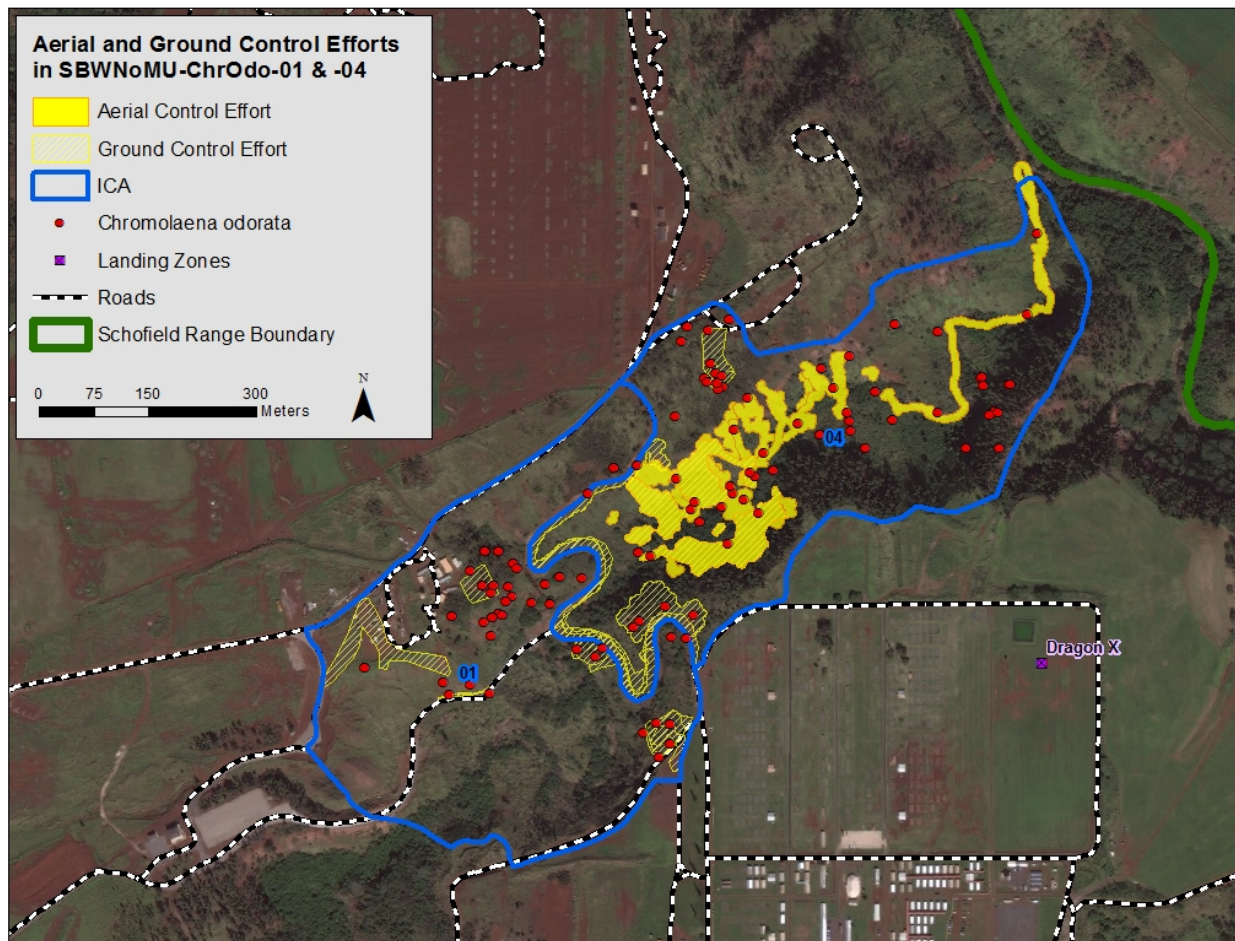 Aerial and Ground Control Efforts
in SBWNoMU-ChrOdo-01 & -04
Aerial Control Effort
Ground Control Effort
ICA
Chromolaena odorata
Landing Zones
Roads
Schofield Range Boundary
0 75 150 300
Meters
N
04
Dragon X
01